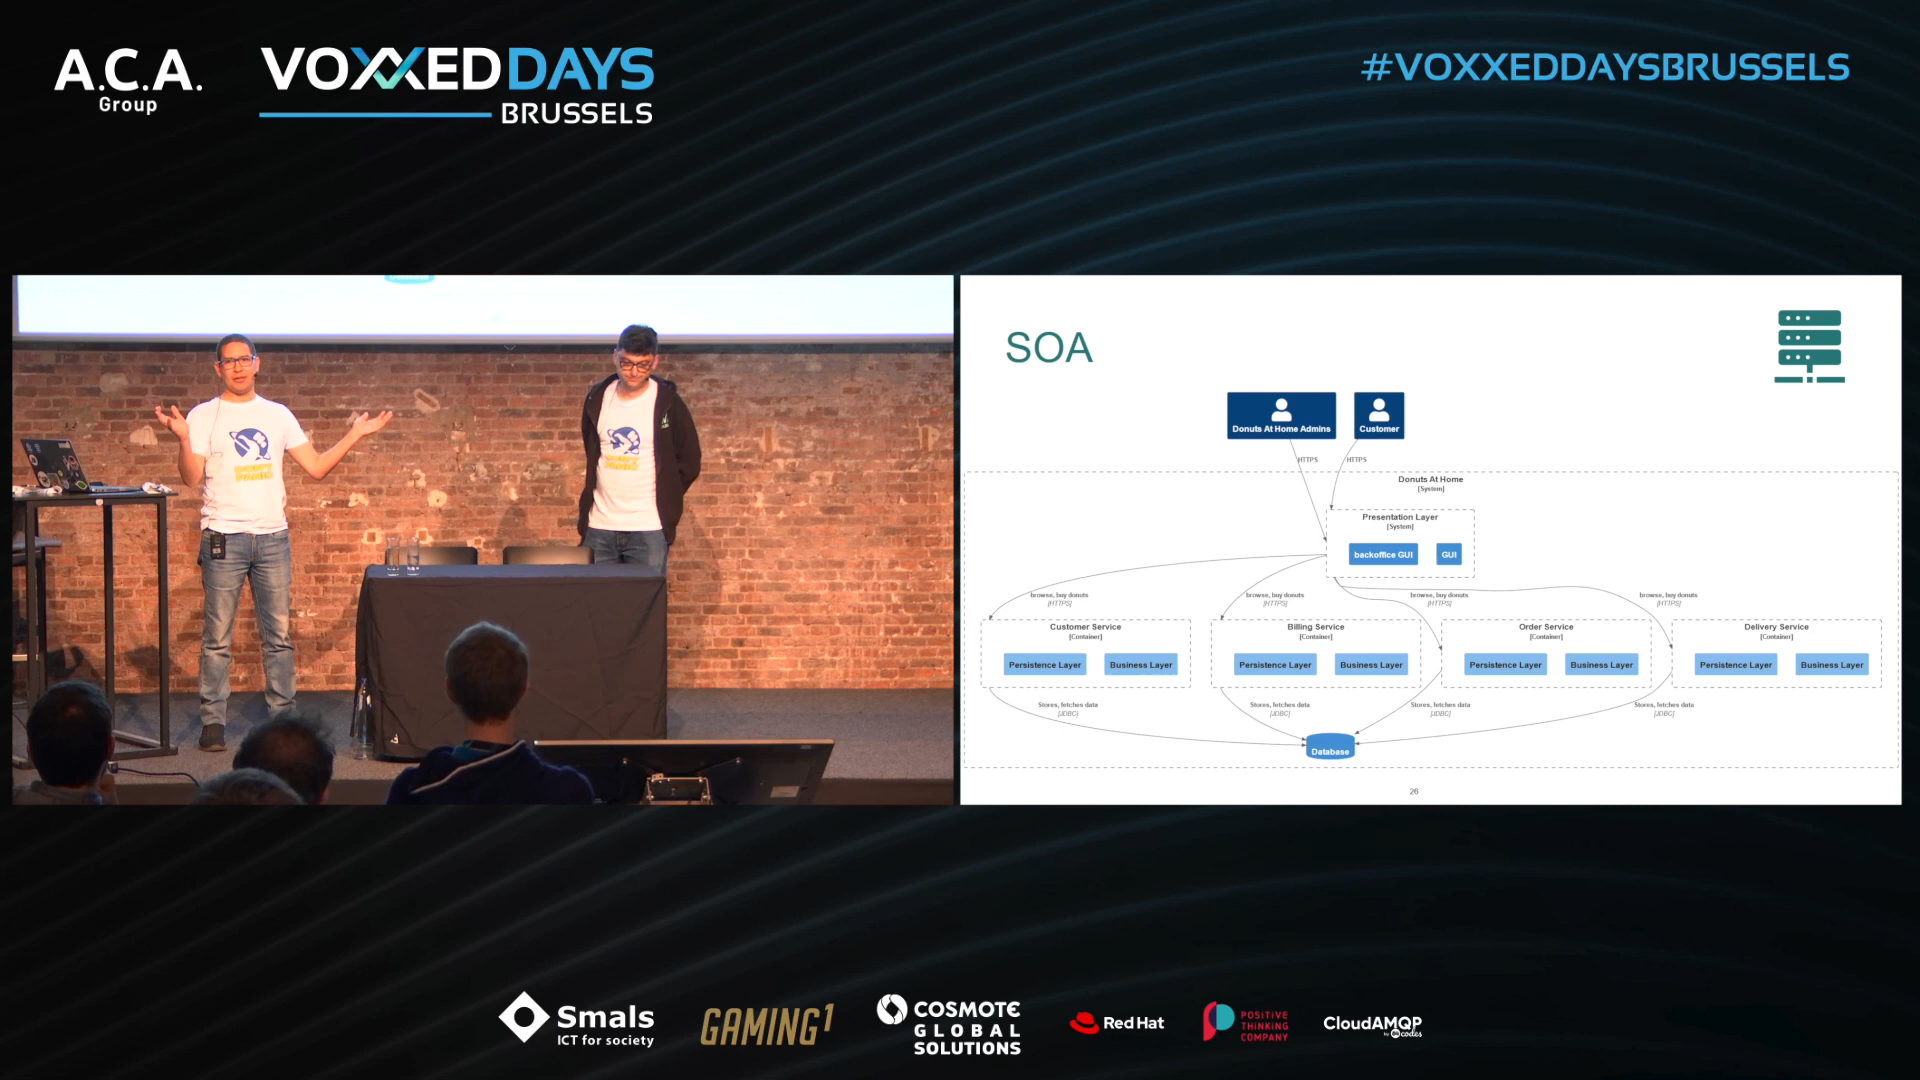 A.C.A.
Group
VOXXEDDAYS
BRUSSELS
#VOXXEDDAYSBRUSSELS
DON'T
PANIC
SOA
Donuts At Home Admins
Customer
HTTPS
HTTPS
Donuts At Home
[System]
Presentation Layer
[System]
backoffice GUI
GUI
browse, buy donuts
[HTTPS]
browse, buy donuts
[HTTPS]
browse, buy donuts
[HTTPS]
browse, buy donuts
[HTTPS]
Customer Service
[Container]
Persistence Layer
Business Layer
Billing Service
[Container]
Persistence Layer
Business Layer
Order Service
[Container]
Persistence Layer
Business Layer
Delivery Service
[Container]
Persistence Layer
Business Layer
Stores, fetches data
[JDBC]
Stores, fetches data
[JDBC]
Stores, fetches data
[JDBC]
Stores, fetches data
[JDBC]
Database
26
Smals
ICT for society
GAMING1
COSMOTE
GLOBAL
SOLUTIONS
Red Hat
POSITIVE
THINKING
COMPANY
CloudAMQP
by 84codes